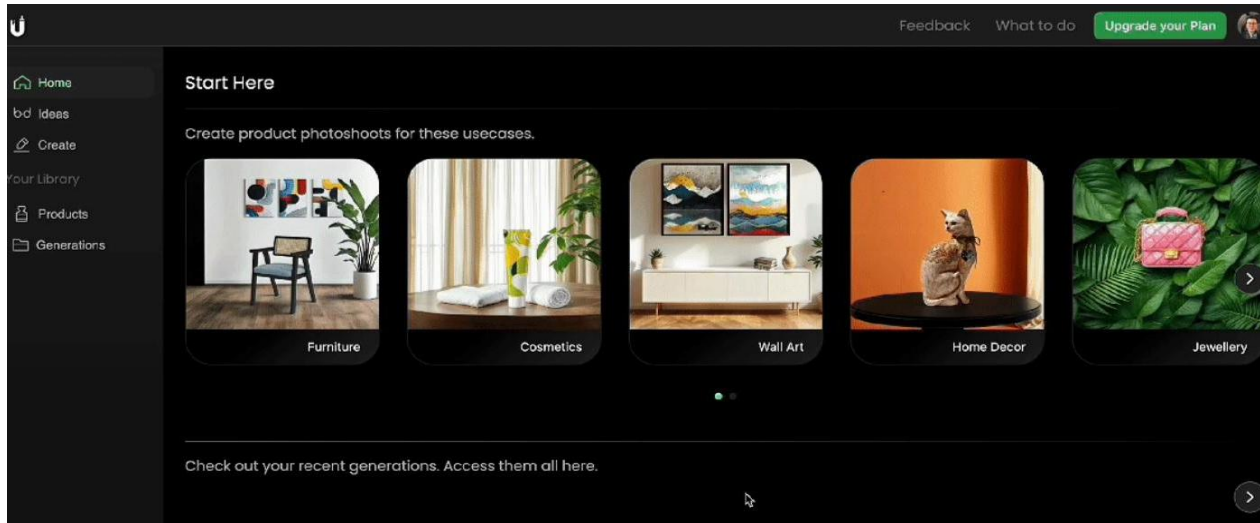 Feedback
What to do
Upgrade your Plan
Home
Ideas
Create
Your Library
Products
Generations
Start Here
Create product photoshoots for these usecases.
Furniture
Cosmetics
Wall Art
Home Decor
Jewellery
Check out your recent generations. Access them all here.